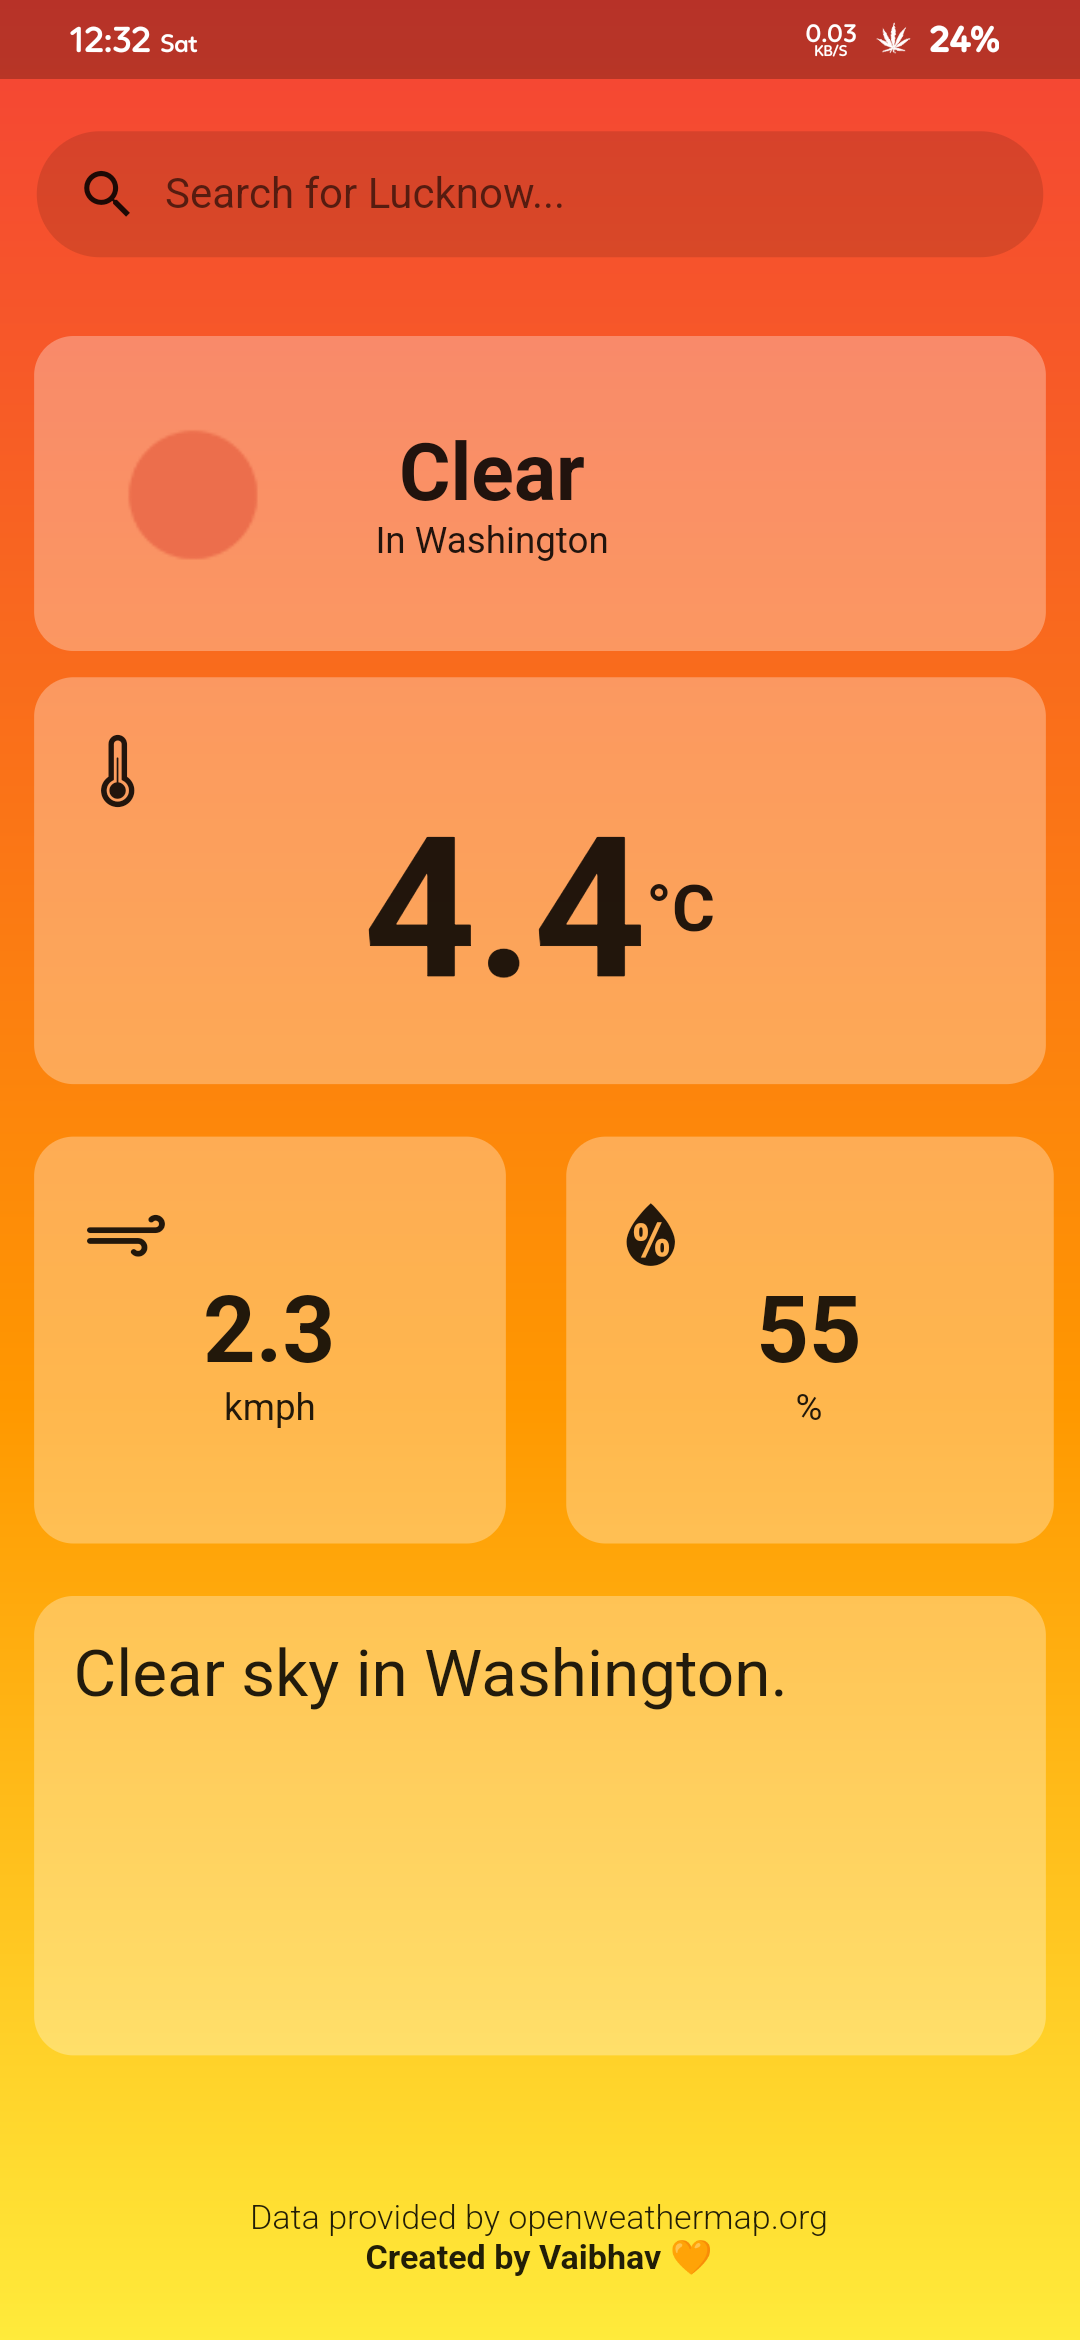 12:32 Sat 0.03 KB/S 24%
Search for Lucknow...
Clear
In Washington
4.4 °C
2.3
kmph
%
55
%
Clear sky in Washington.
Data provided by openweathermap.org
Created by Vaibhav 🧡